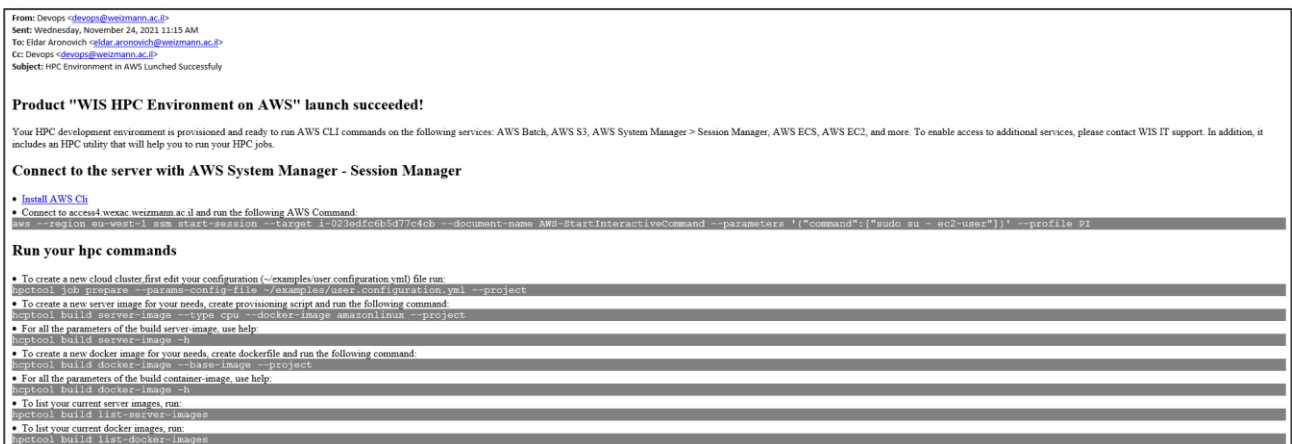 From: Devops <devops@weizmann.ac.il>
Sent: Wednesday, November 24, 2021 11:15 AM
To: Eldar Aronovich <eldar.aronovich@weizmann.ac.il>
Cc: Devops <devops@weizmann.ac.il>
Subject: HPC Environment in AWS Lunched Successfuly
Product "WIS HPC Environment on AWS" launch succeeded!
Your HPC development environment is provisioned and ready to run AWS CLI commands on the following services: AWS Batch, AWS S3, AWS System Manager > Session Manager, AWS ECS, AWS EC2, and more. To enable access to additional services, please contact WIS IT support. In addition, it
includes an HPC utility that will help you to run your HPC jobs.
Connect to the server with AWS System Manager - Session Manager
• Install AWS Cli
• Connect to access4.wexac.weizmann.ac.il and run the following AWS Command:
aws --region eu-west-1 ssm start-session --target i-023edfc6b5d77c4cb --document-name AWS-StartInteractiveCommand --parameters '{"command":["sudo su - ec2-user"]}' --profile PI
Run your hpc commands
• To create a new cloud cluster,first edit your configuration (~/examples/user.configuration.yml) file run:
hpctool job prepare --params-config-file ~/examples/user.configuration.yml --project
• To create a new server image for your needs, create provisioning script and run the following command:
hcptool build server-image --type cpu --docker-image amazonlinux --project
• For all the parameters of the build server-image, use help:
hcptool build server-image -h
• To create a new docker image for your needs, create dockerfile and run the following command:
hcptool build docker-image --base-image --project
• For all the parameters of the build container-image, use help:
hcptool build docker-image -h
• To list your current server images, run:
hpctool build list-server-images
• To list your current docker images, run:
hpctool build list-docker-images